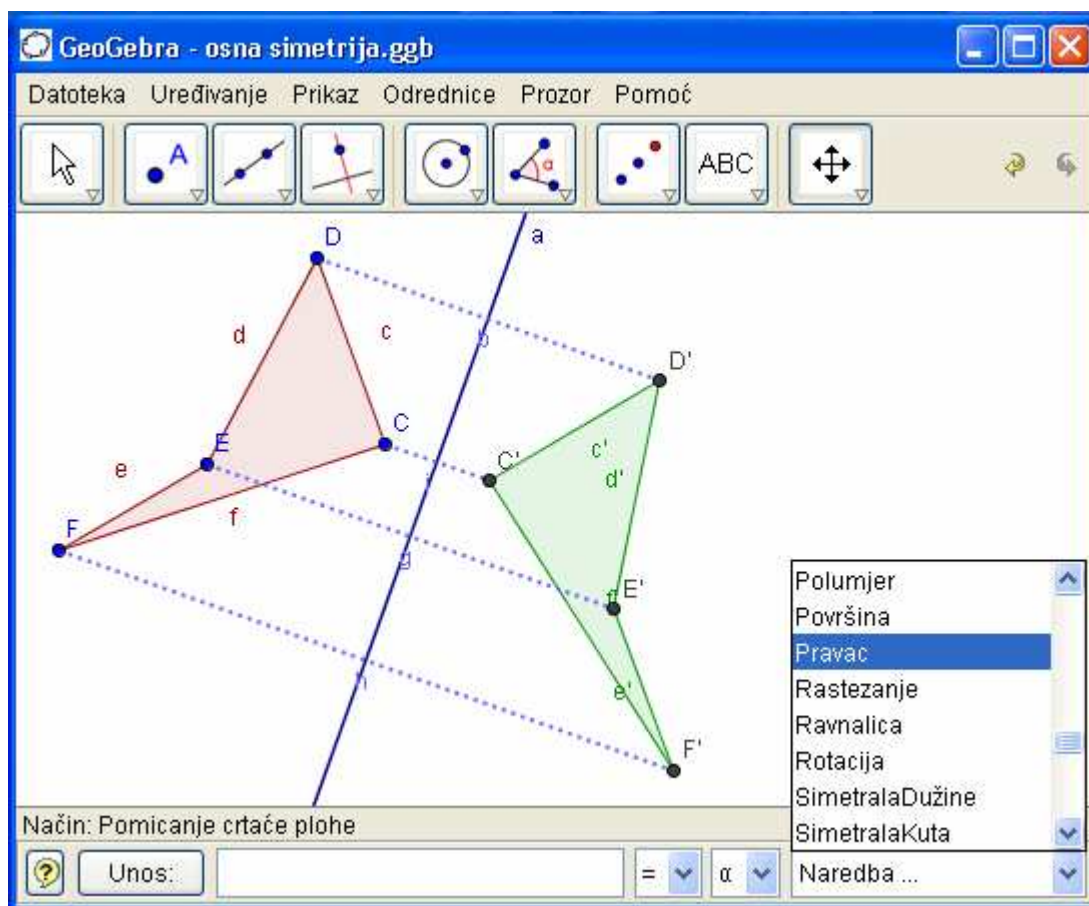 GeoGebra - osna simetrija.ggb
Datoteka Uređivanje Prikaz Odrednice Prozor Pomoć
A α ABC
D a
d c b
D'
C
E c'
e C' d'
f
F g
E'
h e'
F'
Polumjer
Površina
Pravac
Rastezanje
Ravnalica
Rotacija
SimetralaDužine
SimetralaKuta
Način: Pomicanje crtaće plohe
Unos: = α Naredba ...